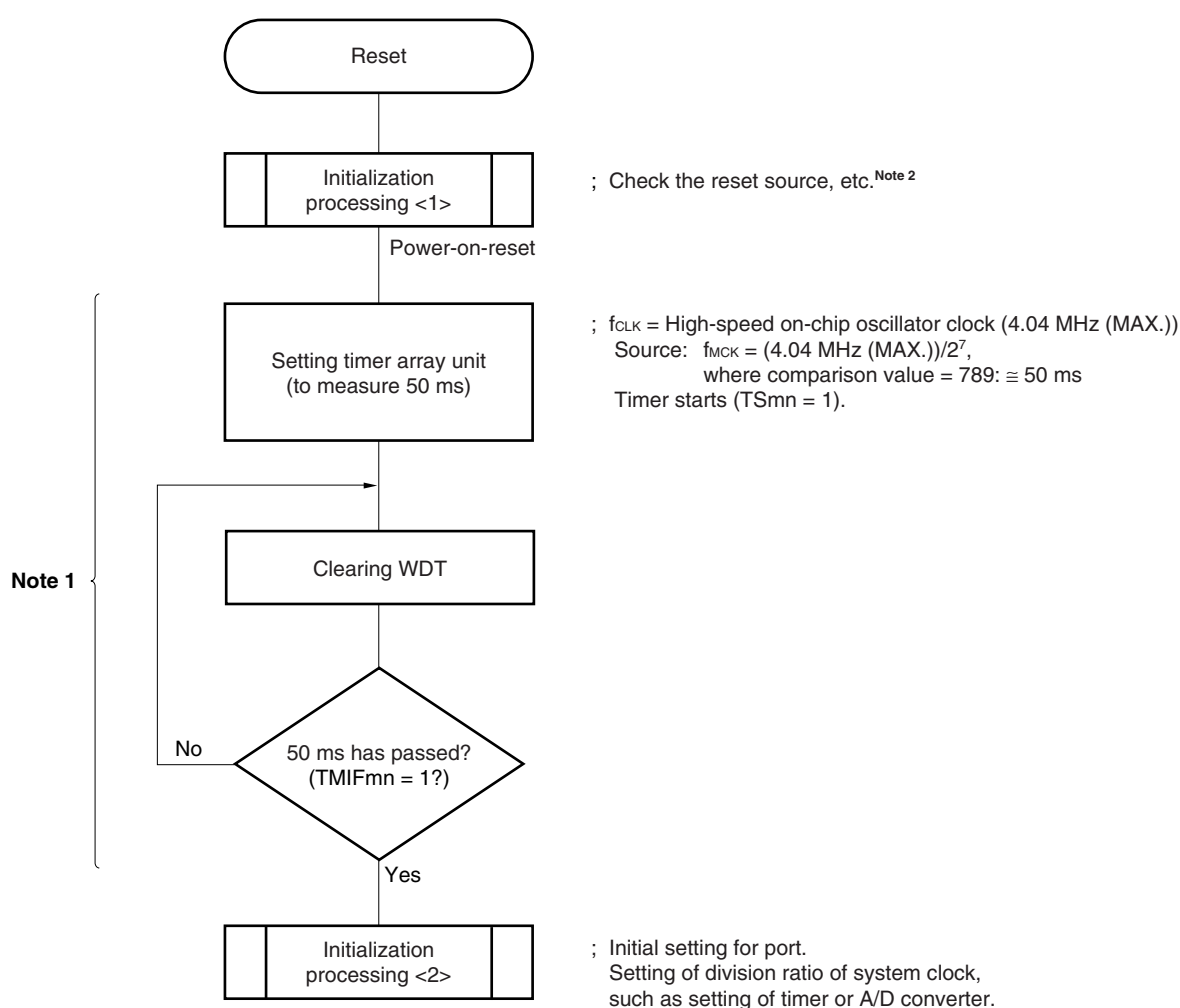 Reset
Initialization
processing <1>
; Check the reset source, etc.Note 2
Power-on-reset
Setting timer array unit
(to measure 50 ms)
; fCLK = High-speed on-chip oscillator clock (4.04 MHz (MAX.))
Source: fMCK = (4.04 MHz (MAX.))/2⁷,
where comparison value = 789: ≅ 50 ms
Timer starts (TSmn = 1).
Note 1
Clearing WDT
No
50 ms has passed?
(TMIFmn = 1?)
Yes
Initialization
processing <2>
; Initial setting for port.
Setting of division ratio of system clock,
such as setting of timer or A/D converter.